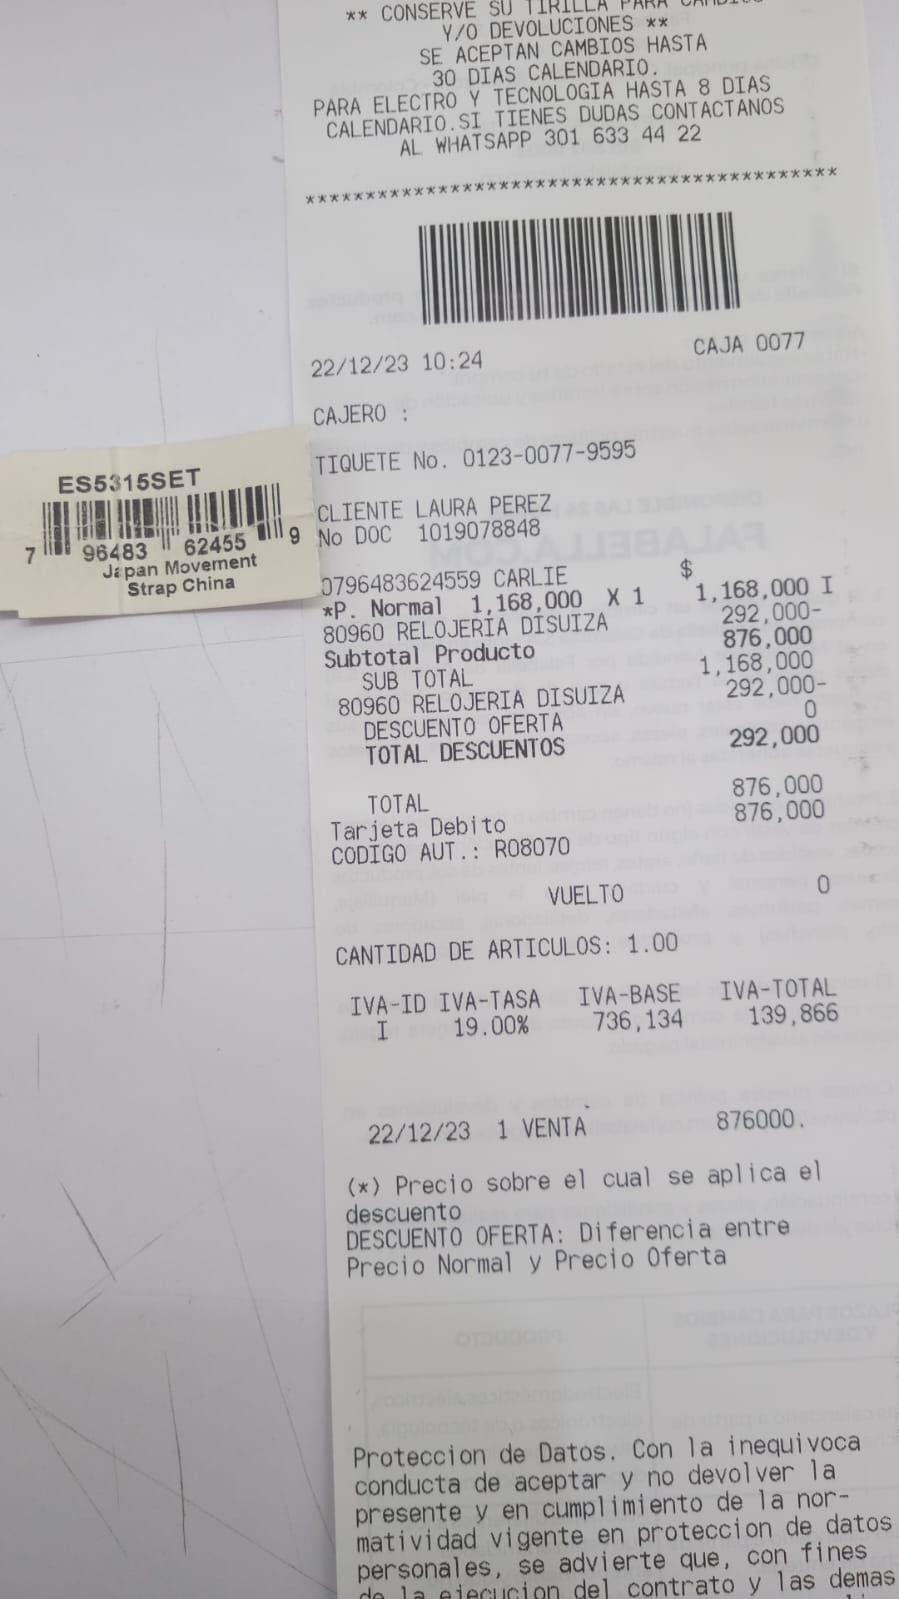 ** CONSERVE SU TIRILLA PARA CAMBIOS
Y/O DEVOLUCIONES **
SE ACEPTAN CAMBIOS HASTA
30 DIAS CALENDARIO.
PARA ELECTRO Y TECNOLOGIA HASTA 8 DIAS
CALENDARIO.SI TIENES DUDAS CONTACTANOS
AL WHATSAPP 301 633 44 22
*****************************************
22/12/23 10:24 CAJA 0077
CAJERO :
TIQUETE No. 0123-0077-9595
CLIENTE LAURA PEREZ
No DOC 1019078848
ES5315SET
7 96483 62455 9
Japan Movement
Strap China
0796483624559 CARLIE $
*P. Normal 1,168,000 X 1 1,168,000 I
80960 RELOJERIA DISUIZA 292,000-
Subtotal Producto 876,000
SUB TOTAL 1,168,000
80960 RELOJERIA DISUIZA 292,000-
DESCUENTO OFERTA 0
TOTAL DESCUENTOS 292,000
TOTAL 876,000
Tarjeta Debito 876,000
CODIGO AUT.: R08070
VUELTO 0
CANTIDAD DE ARTICULOS: 1.00
IVA-ID IVA-TASA IVA-BASE IVA-TOTAL
I 19.00% 736,134 139,866
22/12/23 1 VENTA 876000.
(*) Precio sobre el cual se aplica el
descuento
DESCUENTO OFERTA: Diferencia entre
Precio Normal y Precio Oferta
Proteccion de Datos. Con la inequivoca
conducta de aceptar y no devolver la
presente y en cumplimiento de la nor-
matividad vigente en proteccion de datos
personales, se advierte que, con fines
de la ejecucion del contrato y las demas